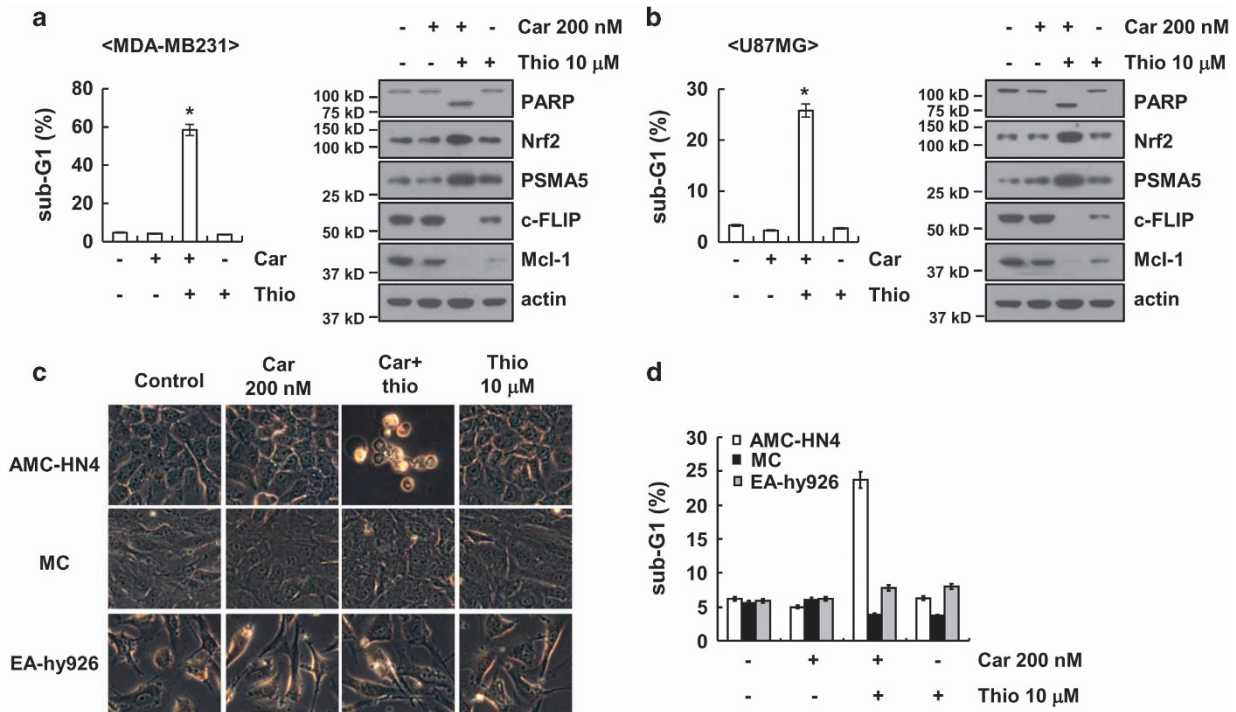 a
<MDA-MB231>
sub-G1 (%)
80
60
40
20
0
- + + - Car
- - + + Thio
- + + - Car 200 nM
- - + + Thio 10 μM
100 kD
75 kD
PARP
150 kD
100 kD
Nrf2
25 kD
PSMA5
50 kD
c-FLIP
37 kD
Mcl-1
37 kD
actin
b
<U87MG>
sub-G1 (%)
30
20
10
0
*
- + + - Car
- - + + Thio
- + + - Car 200 nM
- - + + Thio 10 μM
100 kD
75 kD
PARP
150 kD
100 kD
Nrf2
25 kD
PSMA5
50 kD
c-FLIP
37 kD
Mcl-1
37 kD
actin
c
Control
Car
200 nM
Car+
thio
Thio
10 μM
AMC-HN4
MC
EA-hy926
d
sub-G1 (%)
30
25
20
15
10
5
0
AMC-HN4
MC
EA-hy926
- + + - Car 200 nM
- - + + Thio 10 μM